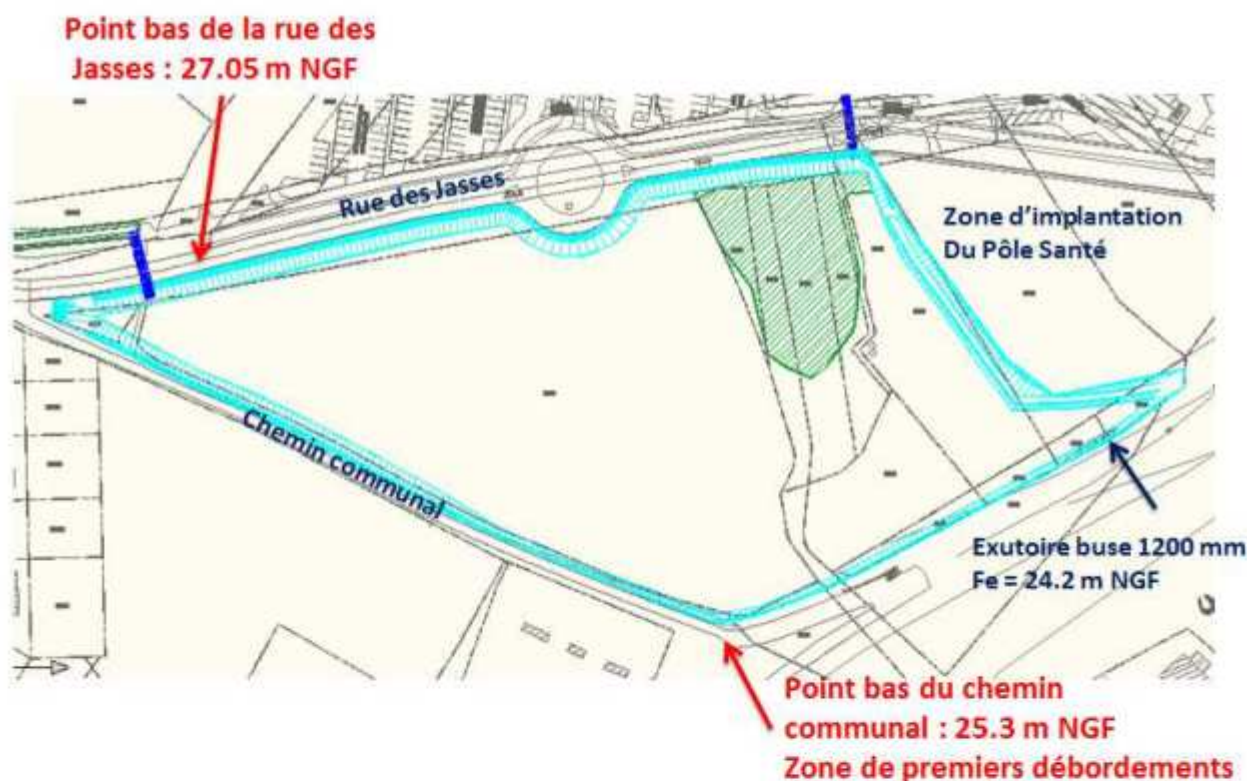 Point bas de la rue des
Jasses : 27.05 m NGF
Rue des Jasses
Zone d’implantation
Du Pôle Santé
Chemin communal
Exutoire buse 1200 mm
Fe = 24.2 m NGF
Point bas du chemin
communal : 25.3 m NGF
Zone de premiers débordements